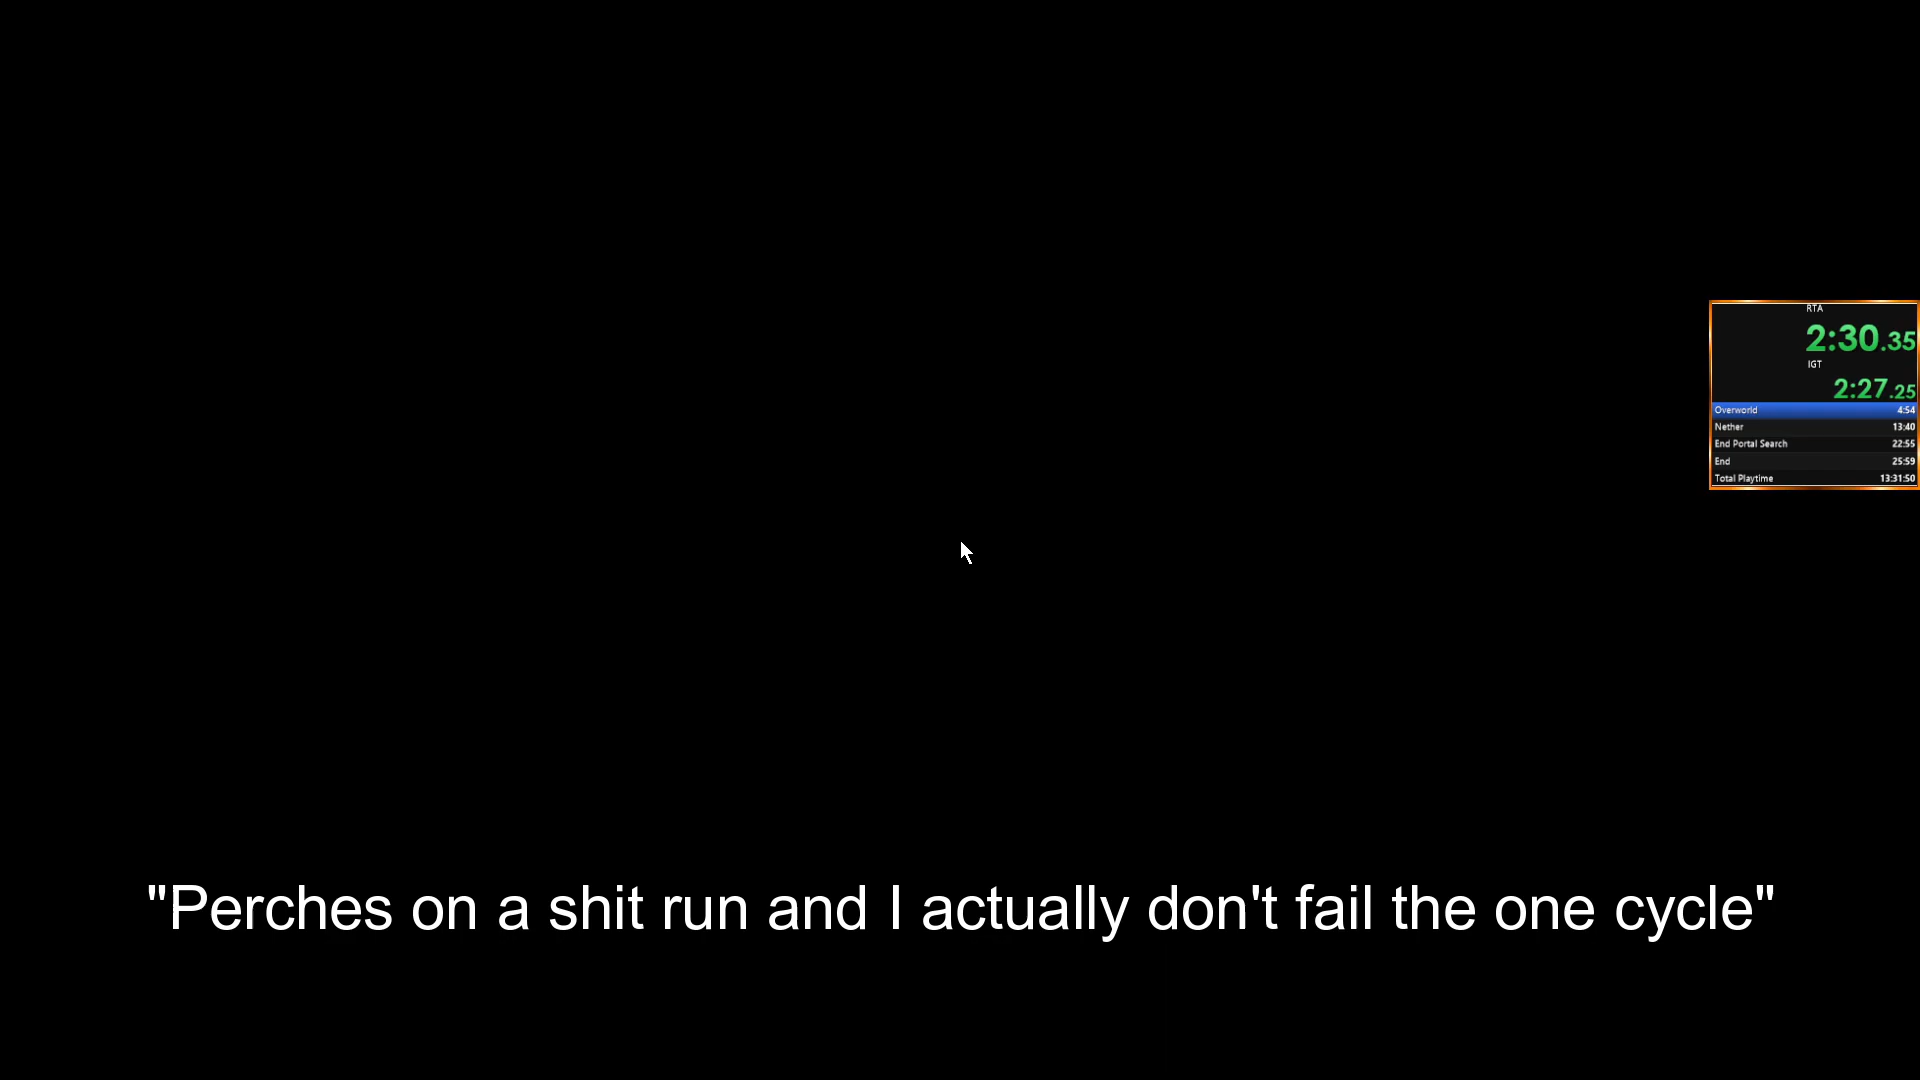 RTA
2:30.35
IGT
2:27.25
Overworld 4:54
Nether 13:40
End Portal Search 22:55
End 25:59
Total Playtime 13:31:50
"Perches on a shit run and I actually don't fail the one cycle"